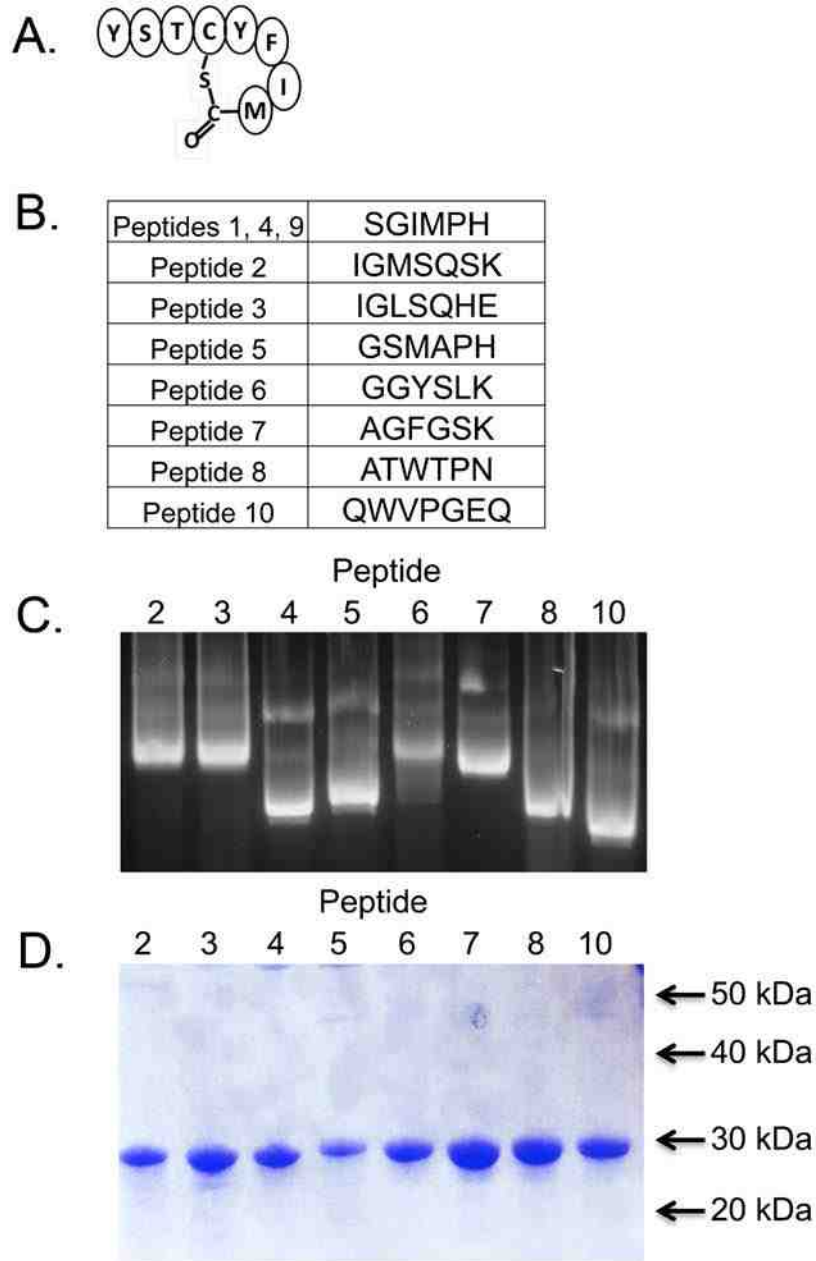 A.
Y S T C Y F
I
S
C M
O
B.
Peptides 1, 4, 9 SGIMPH
Peptide 2 IGMSQSK
Peptide 3 IGLSQHE
Peptide 5 GSMAPH
Peptide 6 GGYSLK
Peptide 7 AGFGSK
Peptide 8 ATWTPN
Peptide 10 QWVPGEQ
Peptide
C. 2 3 4 5 6 7 8 10
Peptide
D. 2 3 4 5 6 7 8 10
50 kDa
40 kDa
30 kDa
20 kDa